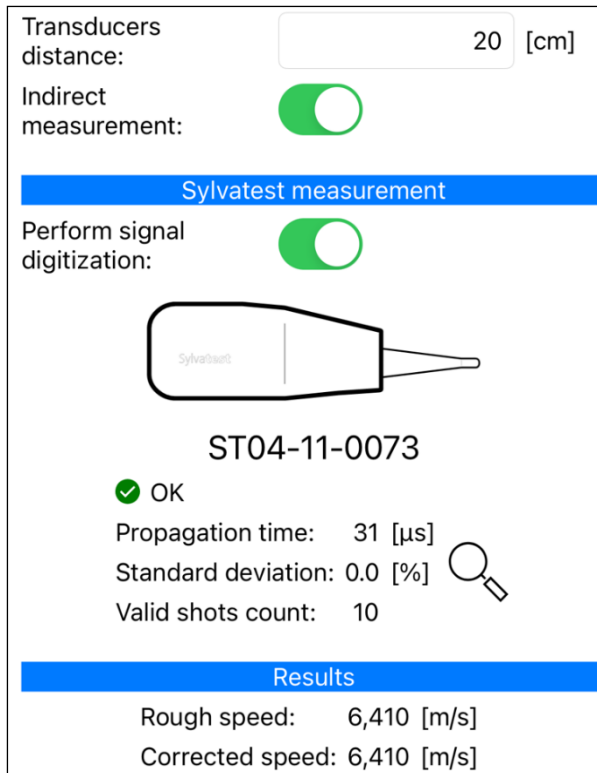 Transducers
distance:
20 [cm]
Indirect
measurement:
Sylvatest measurement
Perform signal
digitization:
Sylvatest
ST04-11-0073
OK
Propagation time: 31 [µs]
Standard deviation: 0.0 [%]
Valid shots count: 10
Results
Rough speed: 6,410 [m/s]
Corrected speed: 6,410 [m/s]